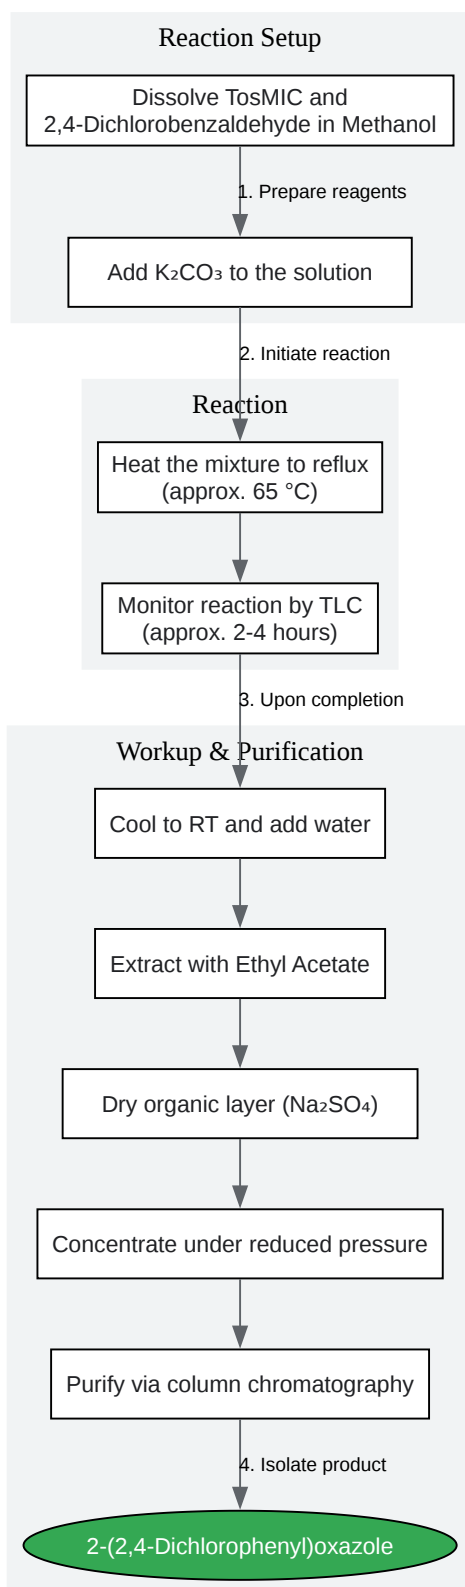 Reaction Setup
Dissolve TosMIC and
2,4-Dichlorobenzaldehyde in Methanol
1. Prepare reagents
Add K₂CO₃ to the solution
2. Initiate reaction
Reaction
Heat the mixture to reflux
(approx. 65 °C)
Monitor reaction by TLC
(approx. 2-4 hours)
3. Upon completion
Workup & Purification
Cool to RT and add water
Extract with Ethyl Acetate
Dry organic layer (Na₂SO₄)
Concentrate under reduced pressure
Purify via column chromatography
4. Isolate product
2-(2,4-Dichlorophenyl)oxazole